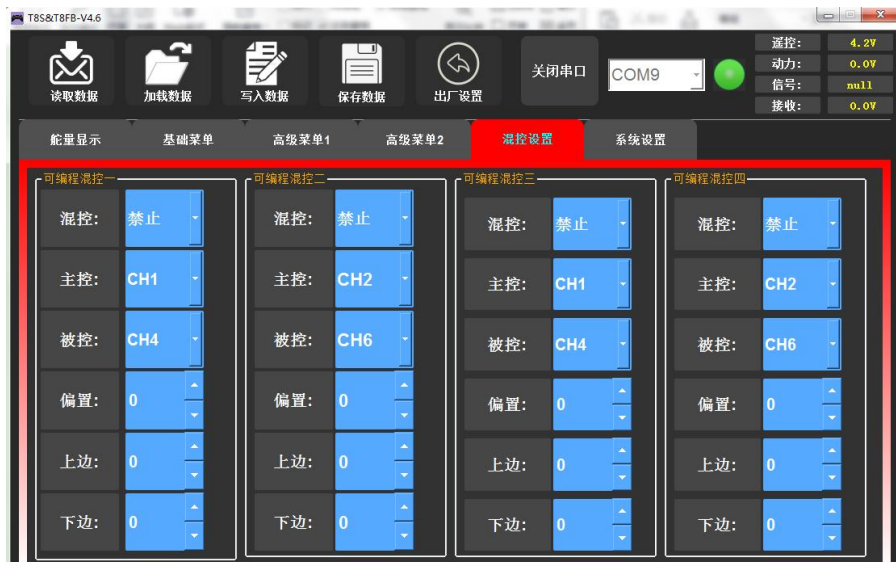 T8S&T8FB-V4.6
读取数据 加载数据 写入数据 保存数据 出厂设置 关闭串口 COM9
遥控: 4.2V
动力: 0.0V
信号: null
接收: 0.0V
舵量显示 基础菜单 高级菜单1 高级菜单2 混控设置 系统设置
可编程混控一
混控: 禁止
主控: CH1
被控: CH4
偏置: 0
上边: 0
下边: 0
可编程混控二
混控: 禁止
主控: CH2
被控: CH6
偏置: 0
上边: 0
下边: 0
可编程混控三
混控: 禁止
主控: CH1
被控: CH4
偏置: 0
上边: 0
下边: 0
可编程混控四
混控: 禁止
主控: CH2
被控: CH6
偏置: 0
上边: 0
下边: 0